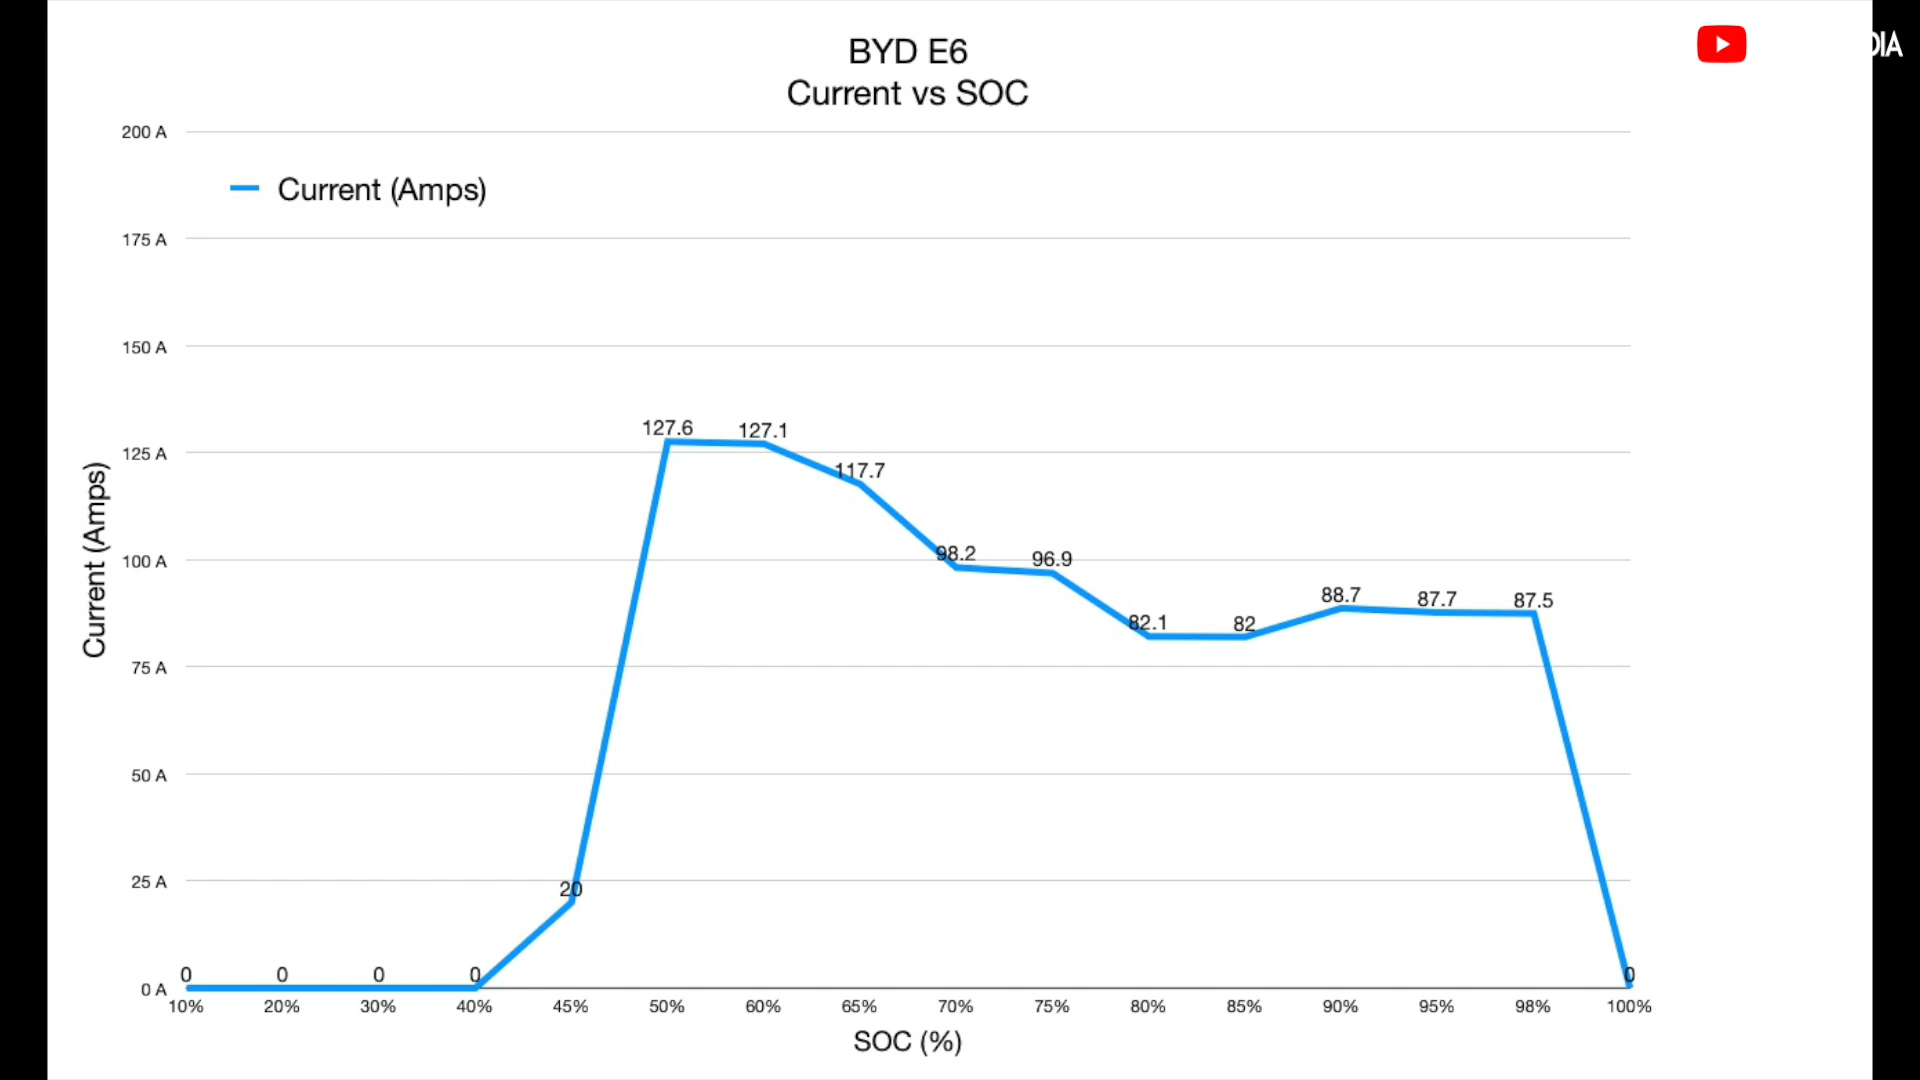 BYD E6
Current vs SOC
200 A
Current (Amps)
175 A
150 A
127.6
127.1
125 A
117.7
98.2
96.9
100 A
88.7
87.7
87.5
82.1
82
75 A
50 A
25 A
20
0
0
0
0
0
0 A
10%
20%
30%
40%
45%
50%
60%
65%
70%
75%
80%
85%
90%
95%
98%
100%
Current (Amps)
SOC (%)